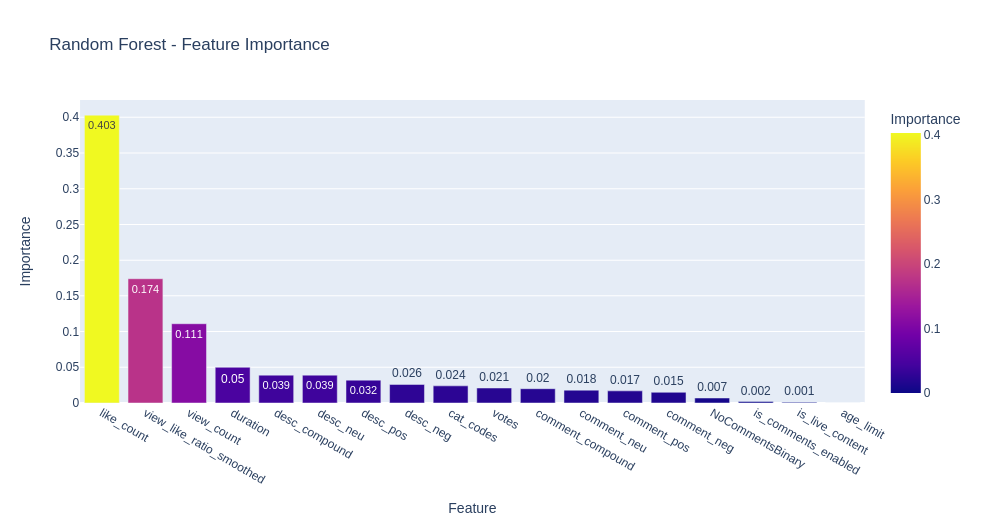 Random Forest - Feature Importance
Importance
0.4
0.35
0.3
0.25
0.2
0.15
0.1
0.05
0
0.403
0.174
0.111
0.05
0.039
0.039
0.032
0.026
0.024
0.021
0.02
0.018
0.017
0.015
0.007
0.002
0.001
like_count
view_like_ratio_smoothed
view_count
duration
desc_compound
desc_neu
desc_pos
desc_neg
cat_codes
votes
comment_compound
comment_neu
comment_pos
comment_neg
NoCommentsBinary
is_comments_enabled
is_live_content
age_limit
Feature
Importance
0.4
0.3
0.2
0.1
0